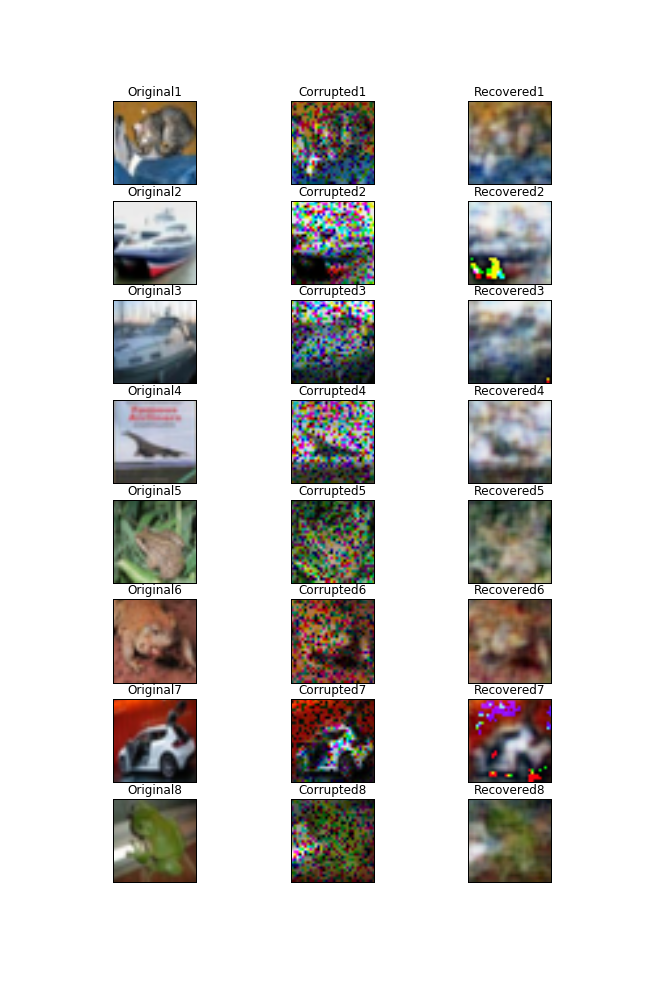 Original1 Corrupted1 Recovered1
Original2 Corrupted2 Recovered2
Original3 Corrupted3 Recovered3
Original4 Corrupted4 Recovered4
Original5 Corrupted5 Recovered5
Original6 Corrupted6 Recovered6
Original7 Corrupted7 Recovered7
Original8 Corrupted8 Recovered8